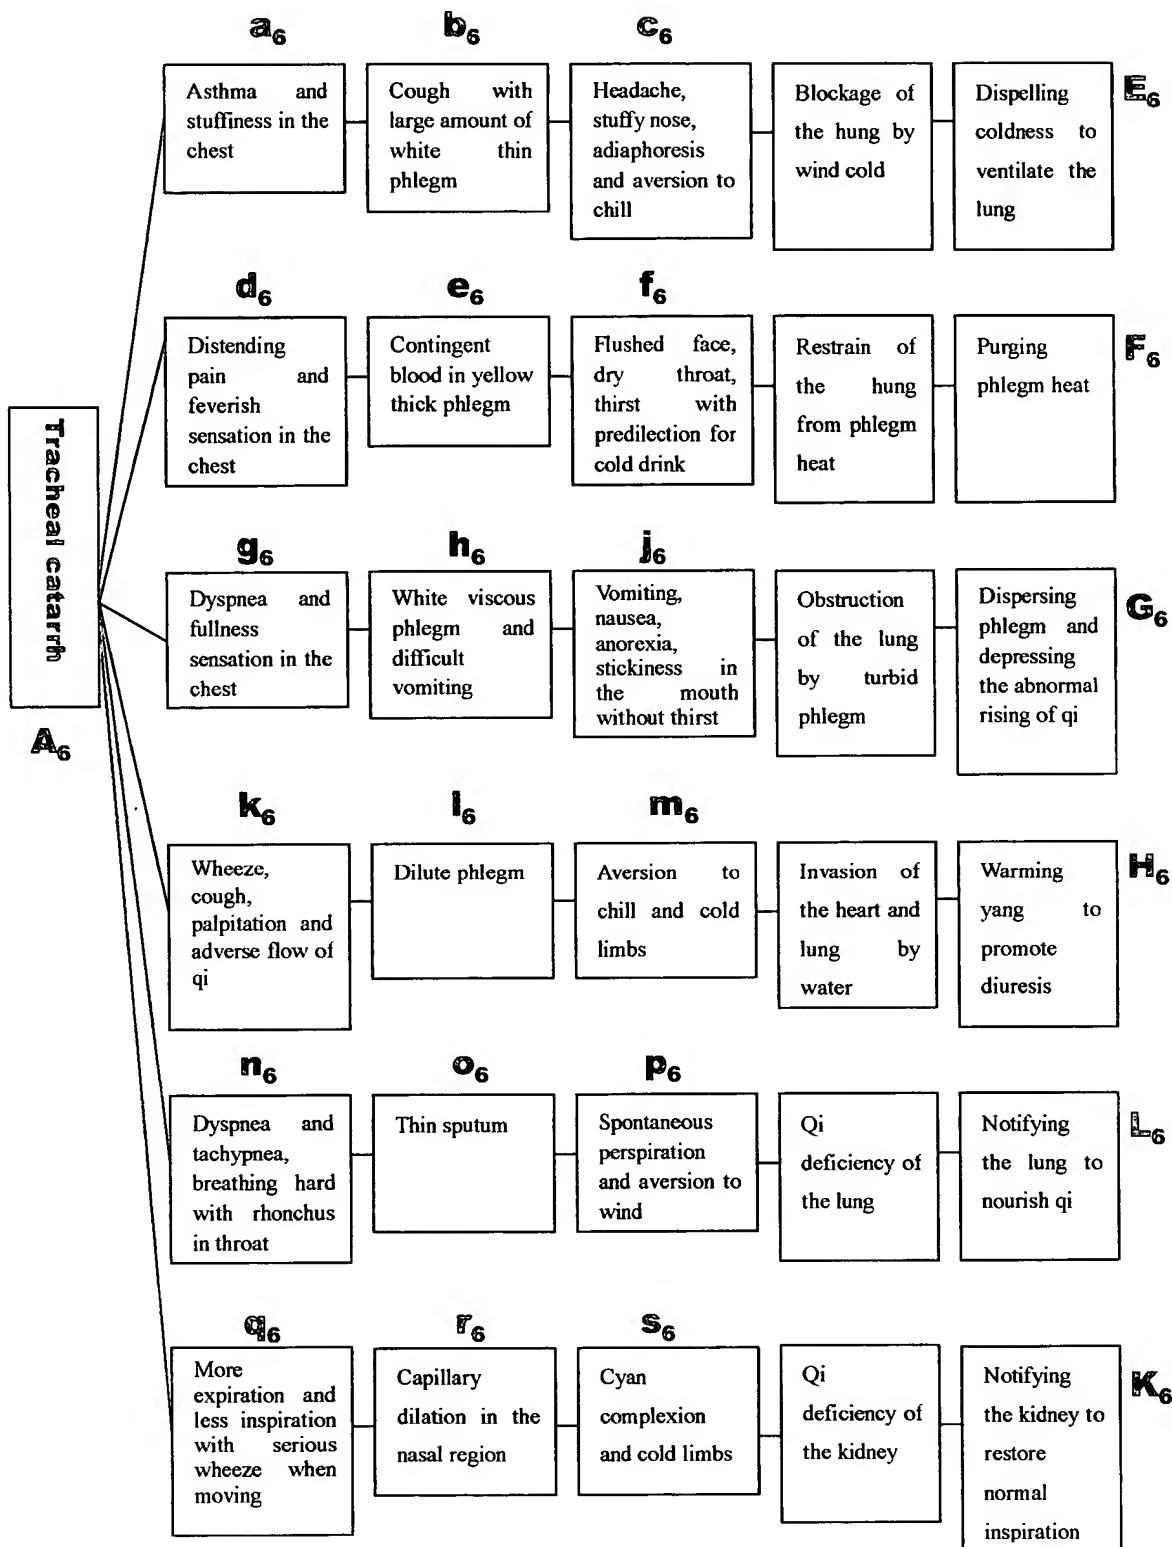 a6 b6 c6
Asthma and
stuffiness in the
chest
Cough with
large amount of
white thin
phlegm
Headache,
stuffy nose,
adiaphoresis
and aversion to
chill
Blockage of
the hung by
wind cold
Dispelling
coldness to
ventilate the
lung
E6
d6 e6 f6
Distending
pain and
feverish
sensation in the
chest
Contingent
blood in yellow
thick phlegm
Flushed face,
dry throat,
thirst with
predilection for
cold drink
Restrain of
the hung
from phlegm
heat
Purging
phlegm heat
F6
Tracheal catarrh
A6
g6 h6 j6
Dyspnea and
fullness
sensation in the
chest
White viscous
phlegm and
difficult
vomiting
Vomiting,
nausea,
anorexia,
stickiness in
the mouth
without thirst
Obstruction
of the lung
by turbid
phlegm
Dispersing
phlegm and
depressing
the abnormal
rising of qi
G6
k6 l6 m6
Wheeze,
cough,
palpitation and
adverse flow of
qi
Dilute phlegm
Aversion to
chill and cold
limbs
Invasion of
the heart and
lung by
water
Warming
yang to
promote
diuresis
H6
n6 o6 p6
Dyspnea and
tachypnea,
breathing hard
with rhonchus
in throat
Thin sputum
Spontaneous
perspiration
and aversion to
wind
Qi
deficiency of
the lung
Notifying
the lung to
nourish qi
L6
q6 r6 s6
More
expiration and
less inspiration
with serious
wheeze when
moving
Capillary
dilation in the
nasal region
Cyan
complexion
and cold limbs
Qi
deficiency of
the kidney
Notifying
the kidney to
restore
normal
inspiration
K6